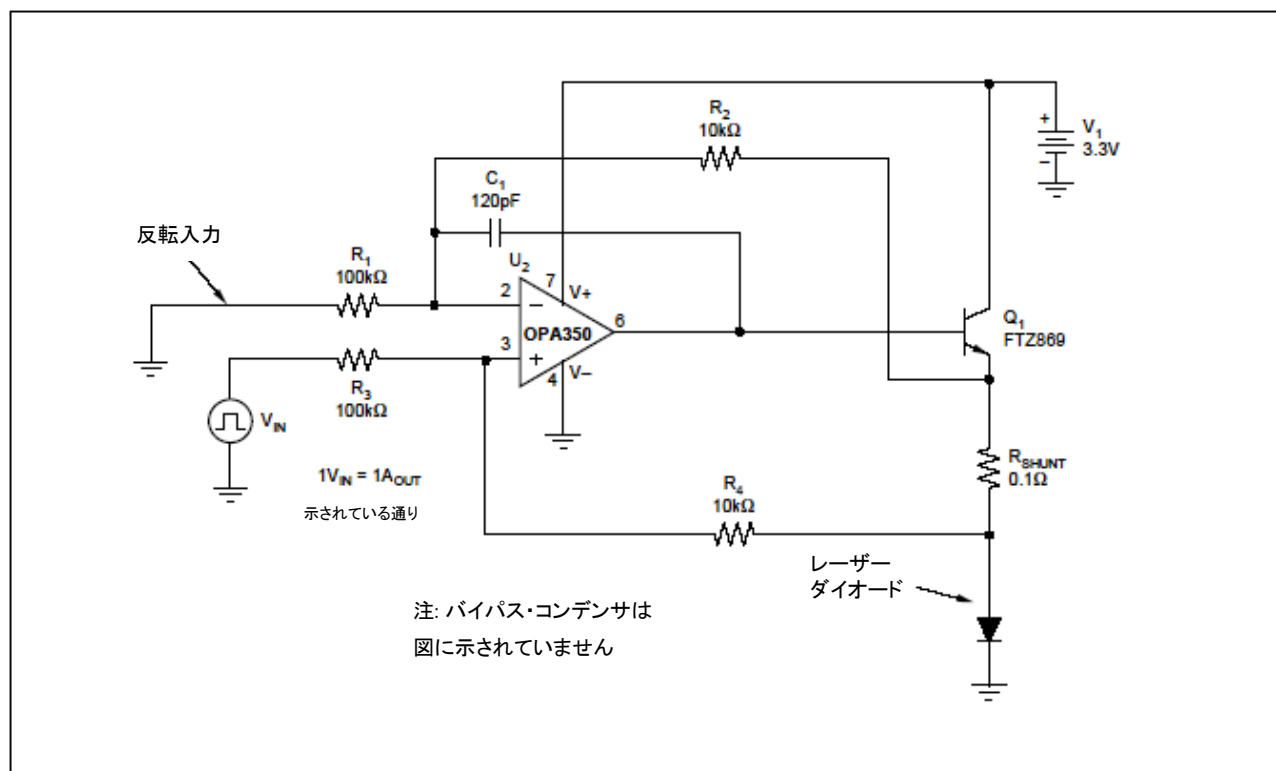 R2
10kΩ
+
V1
3.3V
−
C1
120pF
反転入力
R1
100kΩ
U2
7
V+
2
−
OPA350
6
3
+
4
V−
Q1
FTZ869
R3
100kΩ
VIN
1VIN = 1AOUT
示されている通り
RSHUNT
0.1Ω
R4
10kΩ
レーザー
ダイオード
注: バイパス・コンデンサは
図に示されていません